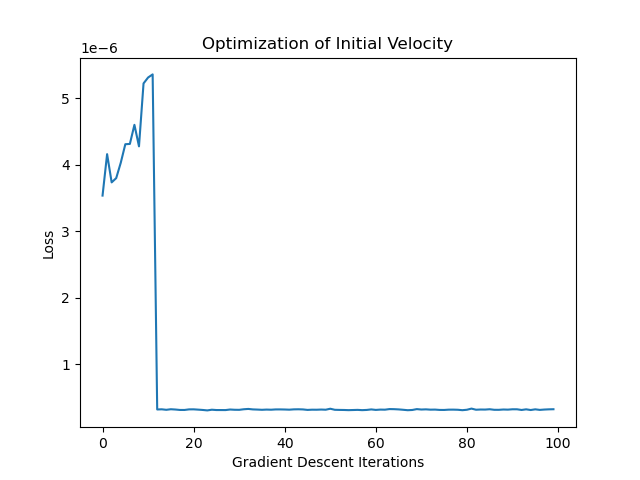 Optimization of Initial Velocity
1e−6
5
4
3
2
1
Loss
0 20 40 60 80 100
Gradient Descent Iterations